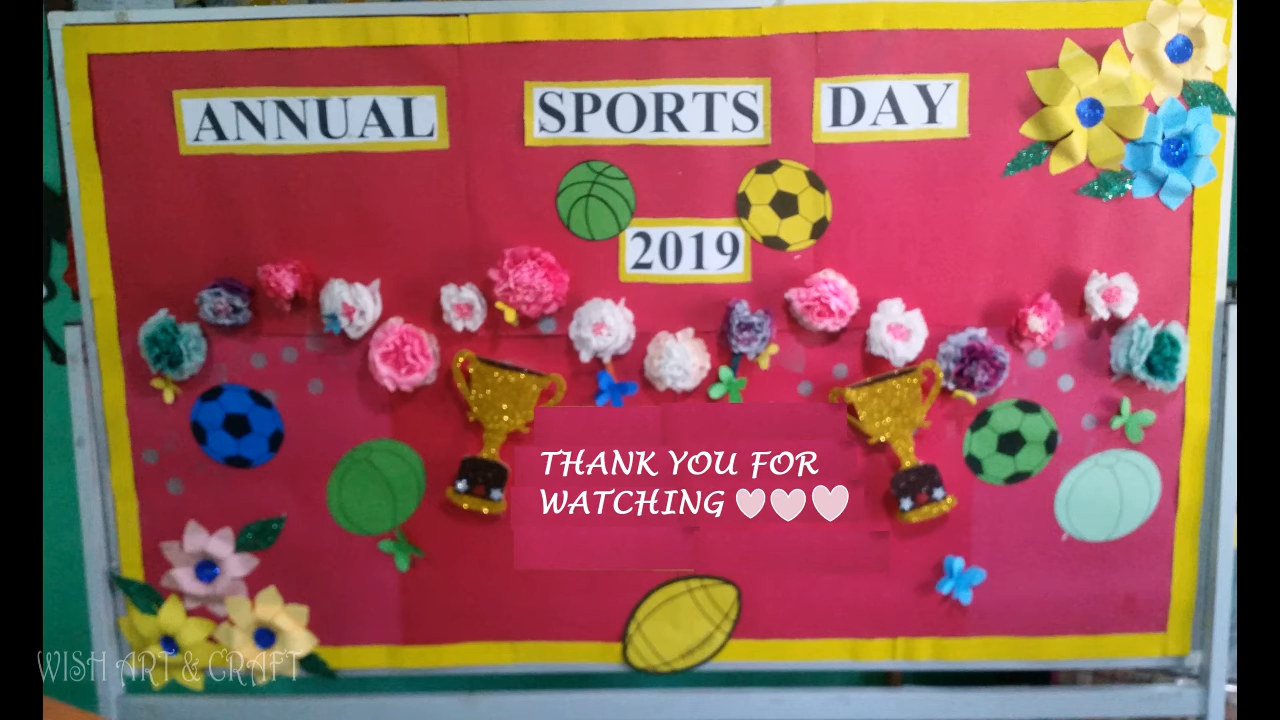 ANNUAL SPORTS DAY
2019
THANK YOU FOR
WATCHING 🤍🤍🤍
WISH ART & CRAFT